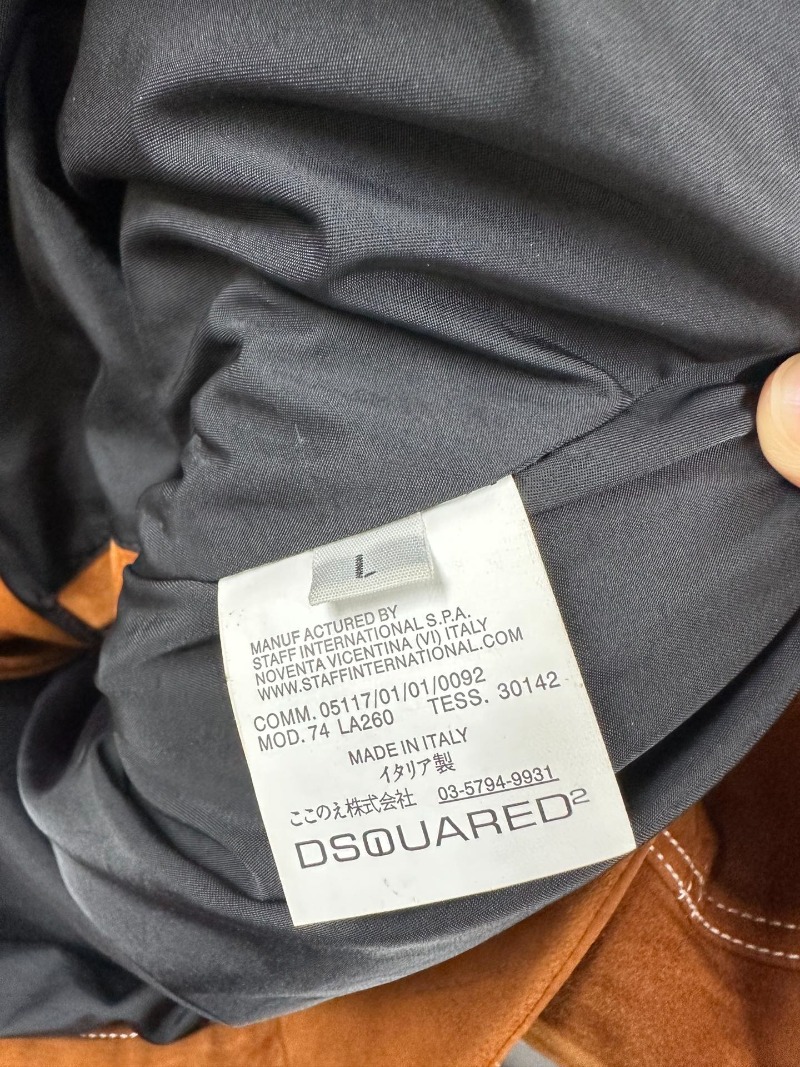 L
MANUFACTURED BY
STAFF INTERNATIONAL S.P.A.
NOVENTA VICENTINA (VI) ITALY
WWW.STAFFINTERNATIONAL.COM
COMM. 05117/01/01/0092
MOD. 74 LA260 TESS. 30142
MADE IN ITALY
イタリア製
ここのえ株式会社 03-5794-9931
DSQUARED²